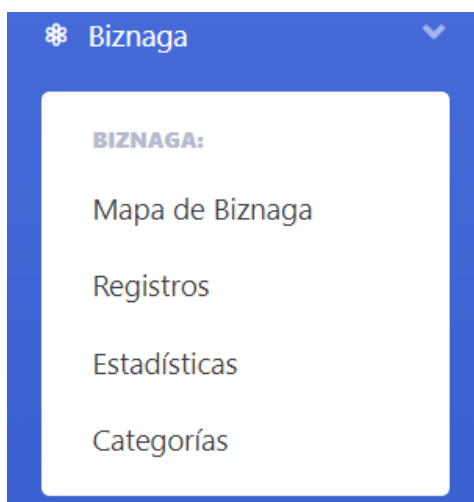 Biznaga
BIZNAGA:
Mapa de Biznaga
Registros
Estadísticas
Categorías